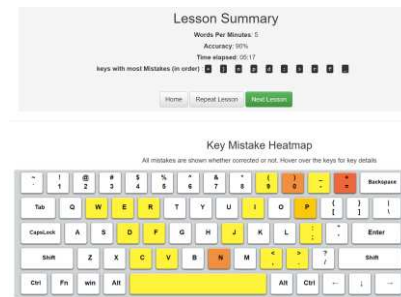 Lesson Summary
Words Per Minutes: 5
Accuracy: 90%
Time elapsed: 05:17
keys with most Mistakes (in order) :
Home Repeat Lesson Next Lesson
Key Mistake Heatmap
All mistakes are shown whether corrected or not. Hover over the keys for key details
~ ! @ # $ % ^ & * ( ) _ +
` 1 2 3 4 5 6 7 8 9 0 - = Backspace
Tab Q W E R T Y U I O P { } |
[ ] \
CapsLock A S D F G H J K L : " Enter
; '
Shift Z X C V B N M < > ? Shift
, . /
Ctrl Fn win Alt Alt Ctrl ← ↓ →